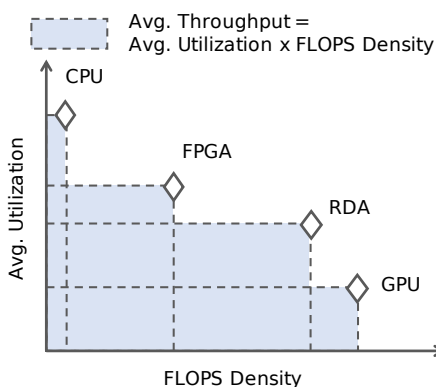 Avg. Throughput =
Avg. Utilization x FLOPS Density
CPU
FPGA
RDA
GPU
Avg. Utilization
FLOPS Density